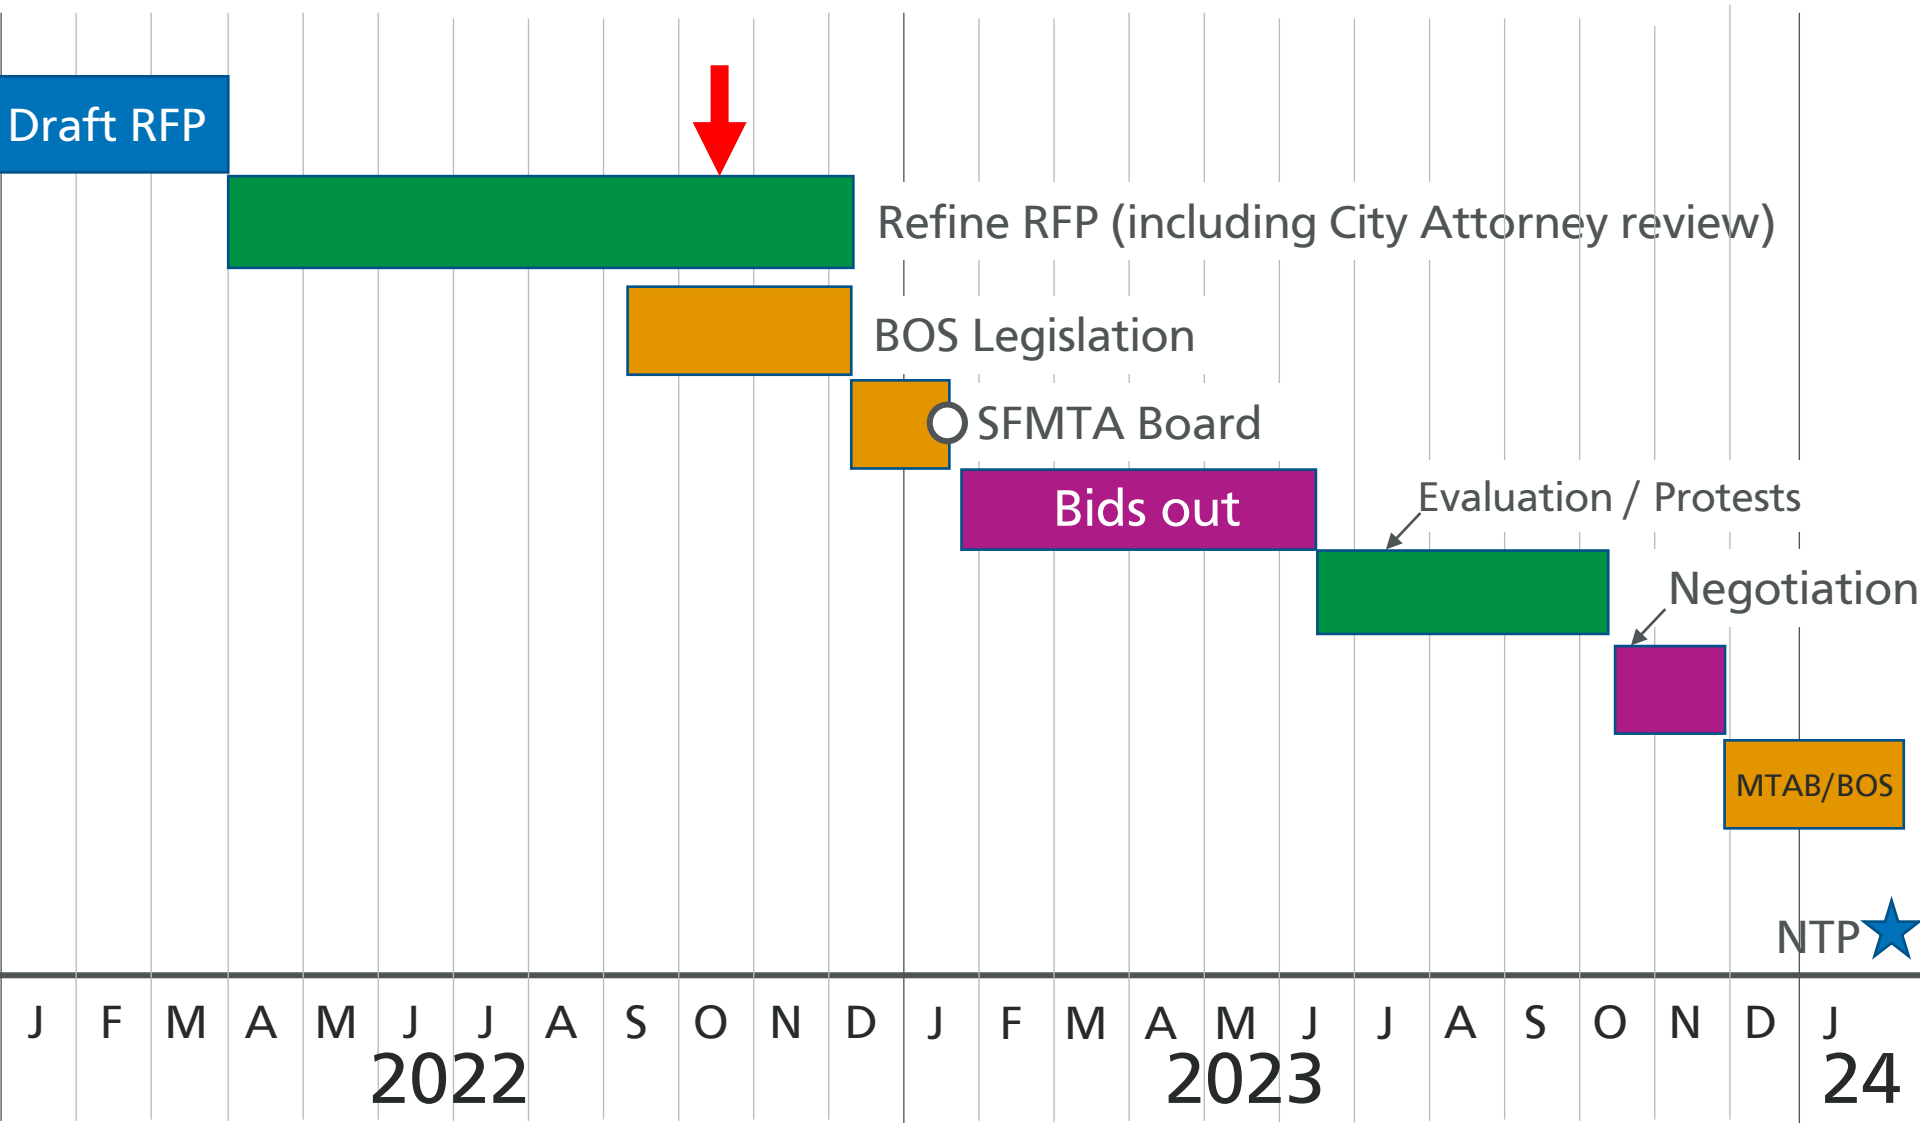 Draft RFP
Refine RFP (including City Attorney review)
BOS Legislation
SFMTA Board
Bids out
Evaluation / Protests
Negotiation
MTAB/BOS
NTP
J F M A M J J A S O N D J F M A M J J A S O N D J
2022 2023 24